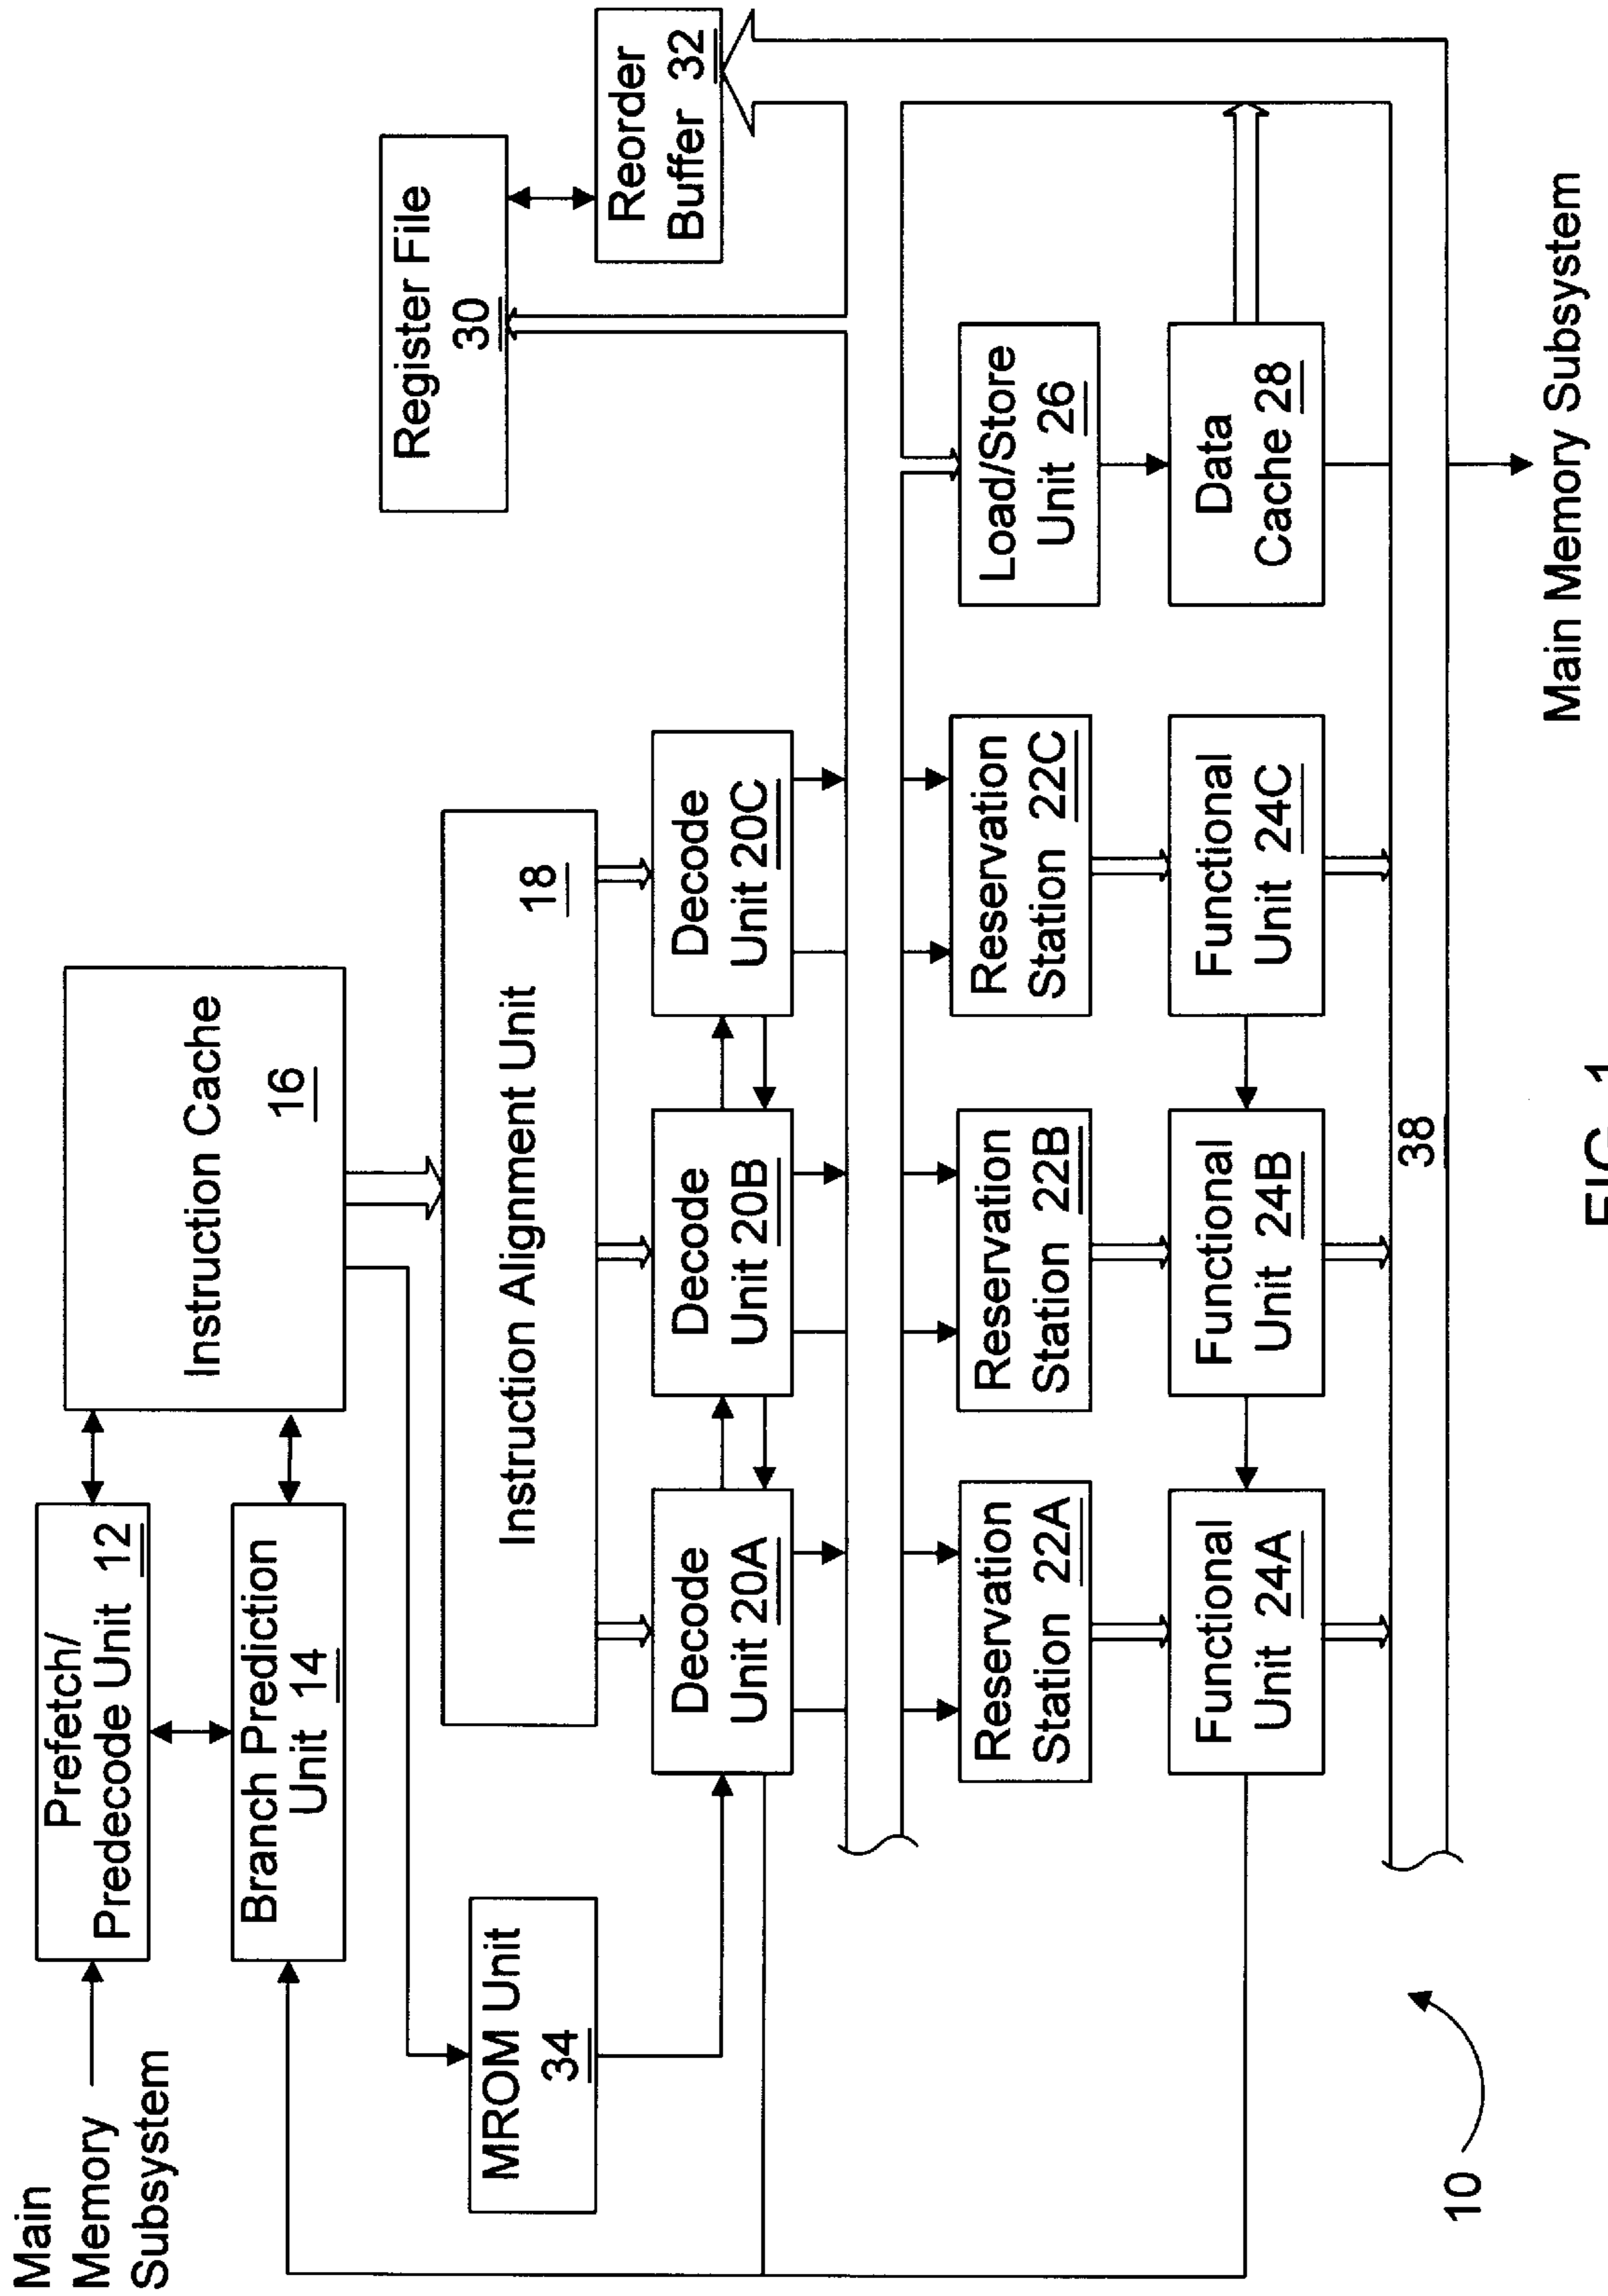 Main
Memory
Subsystem
Prefetch/
Predecode Unit 12
Branch Prediction
Unit 14
Instruction Cache
16
Register File
30
Reorder
Buffer 32
MROM Unit
34
Instruction Alignment Unit
18
Decode
Unit 20A
Decode
Unit 20B
Decode
Unit 20C
Reservation
Station 22A
Reservation
Station 22B
Reservation
Station 22C
Load/Store
Unit 26
Functional
Unit 24A
Functional
Unit 24B
Functional
Unit 24C
Data
Cache 28
38
Main Memory Subsystem
10
FIG. 1